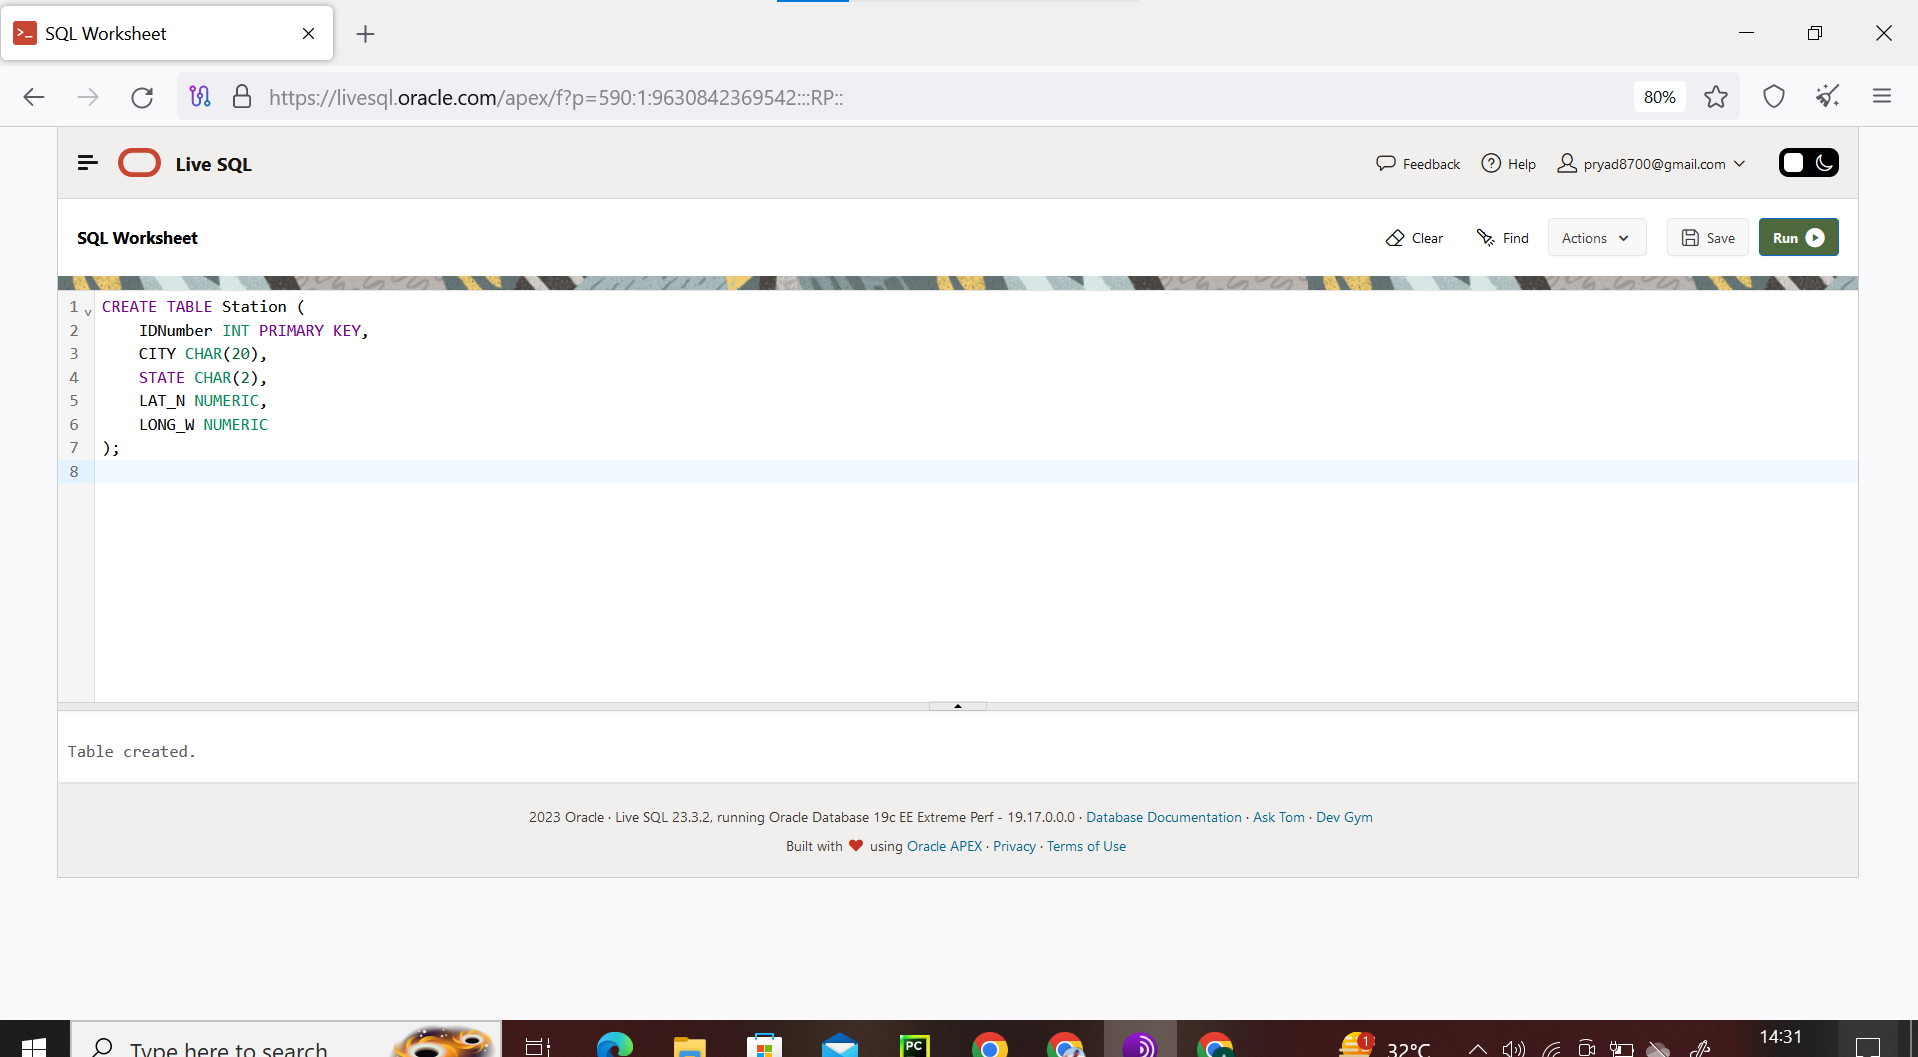 SQL Worksheet
https://livesql.oracle.com/apex/f?p=590:1:9630842369542:::RP::
80%
Live SQL
Feedback
Help
pryad8700@gmail.com
SQL Worksheet
Clear
Find
Actions
Save
Run
1 CREATE TABLE Station (
2 IDNumber INT PRIMARY KEY,
3 CITY CHAR(20),
4 STATE CHAR(2),
5 LAT_N NUMERIC,
6 LONG_W NUMERIC
7 );
8
Table created.
2023 Oracle · Live SQL 23.3.2, running Oracle Database 19c EE Extreme Perf - 19.17.0.0.0 · Database Documentation · Ask Tom · Dev Gym
Built with ❤ using Oracle APEX · Privacy · Terms of Use
Type here to search
PC
1
32°C
14:31